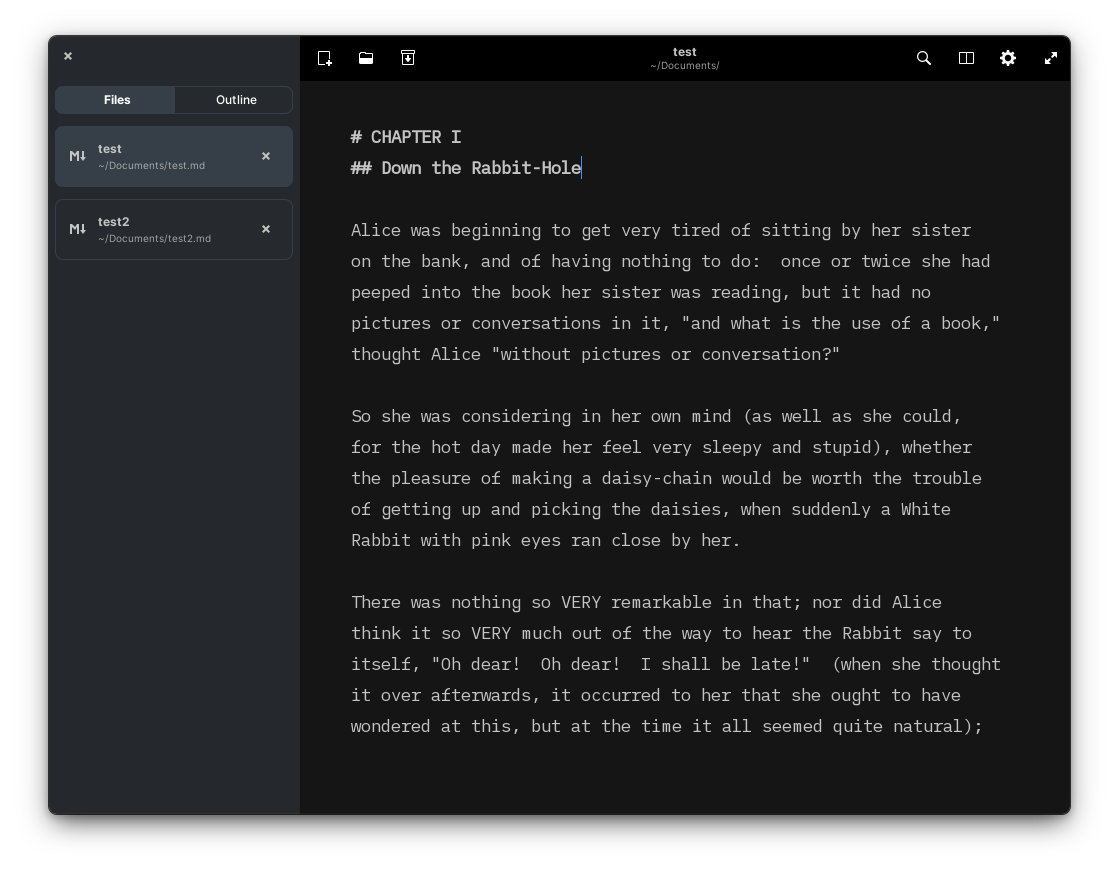 test
~/Documents/
Files
Outline
M↓
test
~/Documents/test.md
M↓
test2
~/Documents/test2.md
# CHAPTER I
## Down the Rabbit-Hole
Alice was beginning to get very tired of sitting by her sister
on the bank, and of having nothing to do:  once or twice she had
peeped into the book her sister was reading, but it had no
pictures or conversations in it, "and what is the use of a book,"
thought Alice "without pictures or conversation?"
So she was considering in her own mind (as well as she could,
for the hot day made her feel very sleepy and stupid), whether
the pleasure of making a daisy-chain would be worth the trouble
of getting up and picking the daisies, when suddenly a White
Rabbit with pink eyes ran close by her.
There was nothing so VERY remarkable in that; nor did Alice
think it so VERY much out of the way to hear the Rabbit say to
itself, "Oh dear!  Oh dear!  I shall be late!"  (when she thought
it over afterwards, it occurred to her that she ought to have
wondered at this, but at the time it all seemed quite natural);